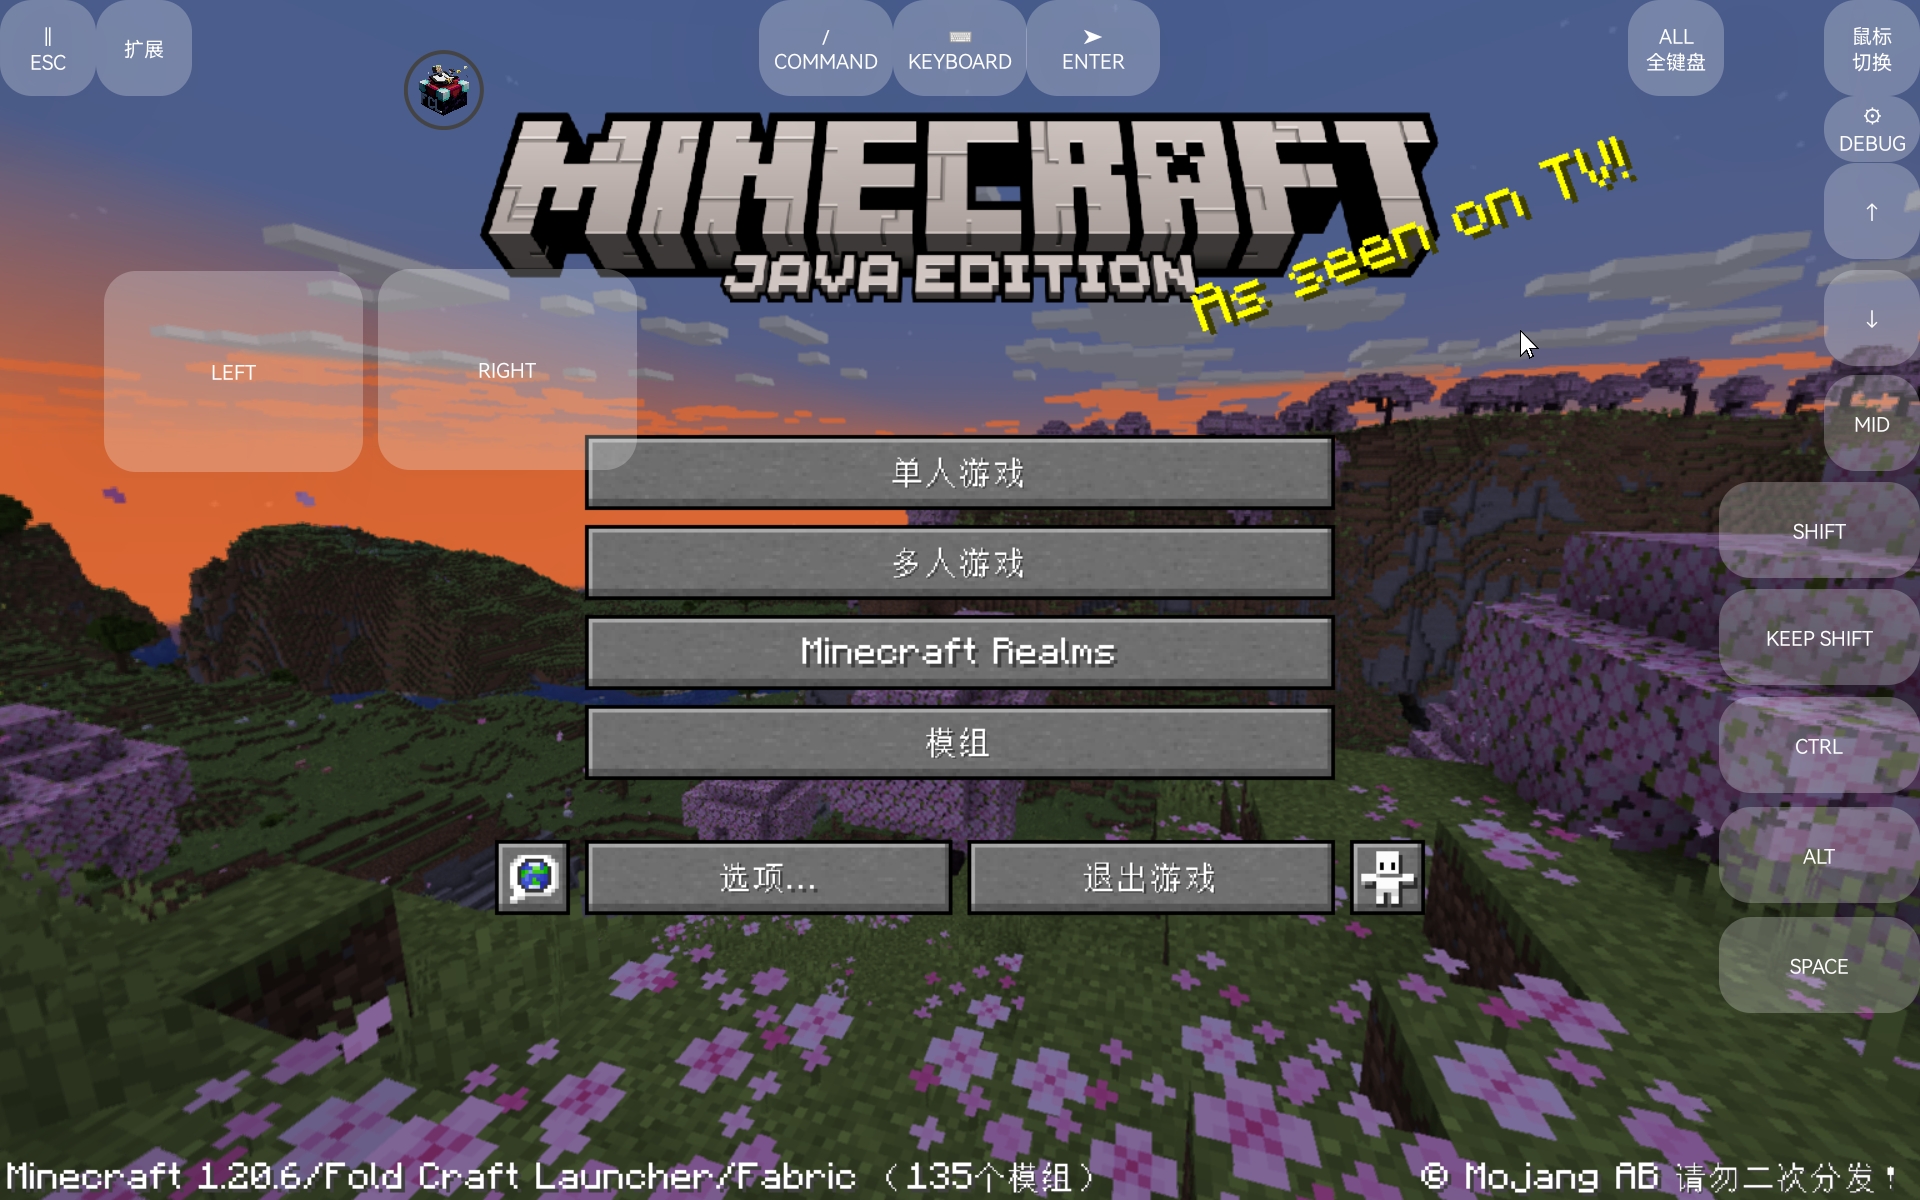 ESC
扩展
/
COMMAND
KEYBOARD
ENTER
ALL
全键盘
鼠标
切换
DEBUG
MINECRAFT
JAVA EDITION
As seen on TV!
↑
↓
LEFT
RIGHT
MID
单人游戏
SHIFT
多人游戏
KEEP SHIFT
Minecraft Realms
CTRL
模组
ALT
选项...
退出游戏
SPACE
Minecraft 1.20.6/Fold Craft Launcher/Fabric （135个模组）
© Mojang AB 请勿二次分发！